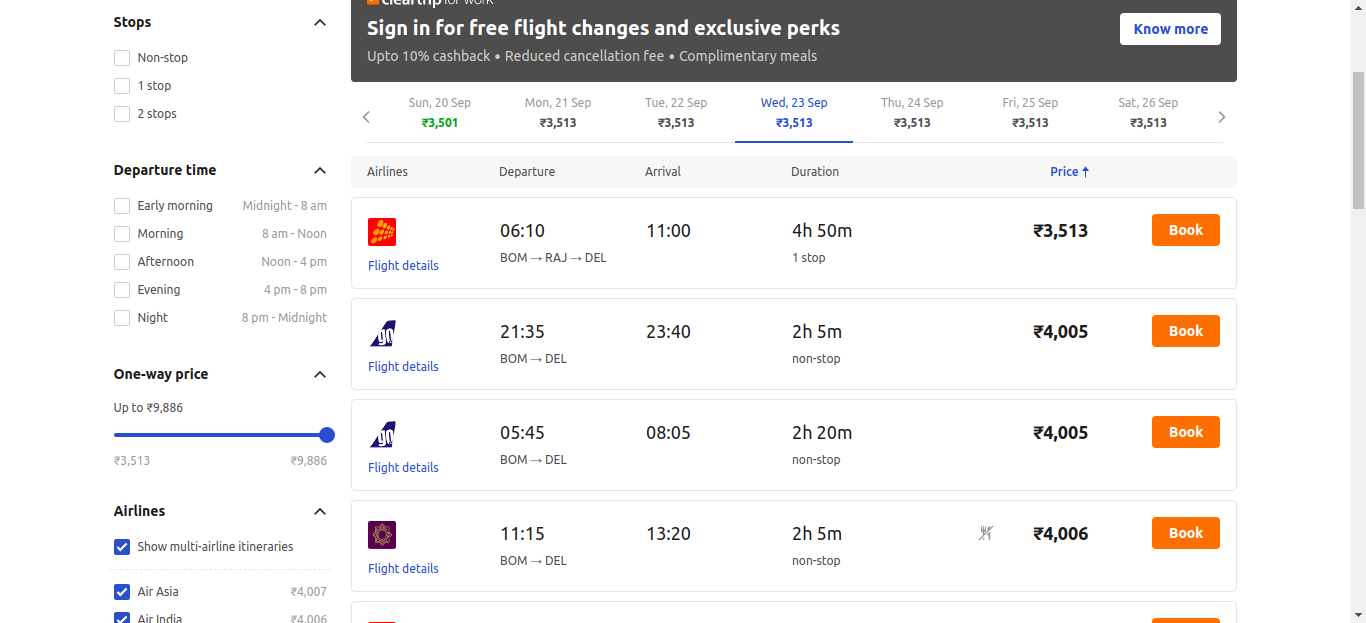 cleartrip for work
Sign in for free flight changes and exclusive perks
Upto 10% cashback • Reduced cancellation fee • Complimentary meals
Know more
Stops
Non-stop
1 stop
2 stops
Departure time
Early morning Midnight - 8 am
Morning 8 am - Noon
Afternoon Noon - 4 pm
Evening 4 pm - 8 pm
Night 8 pm - Midnight
One-way price
Up to ₹9,886
₹3,513 ₹9,886
Airlines
Show multi-airline itineraries
Air Asia ₹4,007
Air India ₹4,006
Sun, 20 Sep Mon, 21 Sep Tue, 22 Sep Wed, 23 Sep Thu, 24 Sep Fri, 25 Sep Sat, 26 Sep
₹3,501 ₹3,513 ₹3,513 ₹3,513 ₹3,513 ₹3,513 ₹3,513
Airlines Departure Arrival Duration Price ↑
06:10 11:00 4h 50m ₹3,513 Book
BOM → RAJ → DEL 1 stop
Flight details
go 21:35 23:40 2h 5m ₹4,005 Book
BOM → DEL non-stop
Flight details
go 05:45 08:05 2h 20m ₹4,005 Book
BOM → DEL non-stop
Flight details
11:15 13:20 2h 5m ₹4,006 Book
BOM → DEL non-stop
Flight details